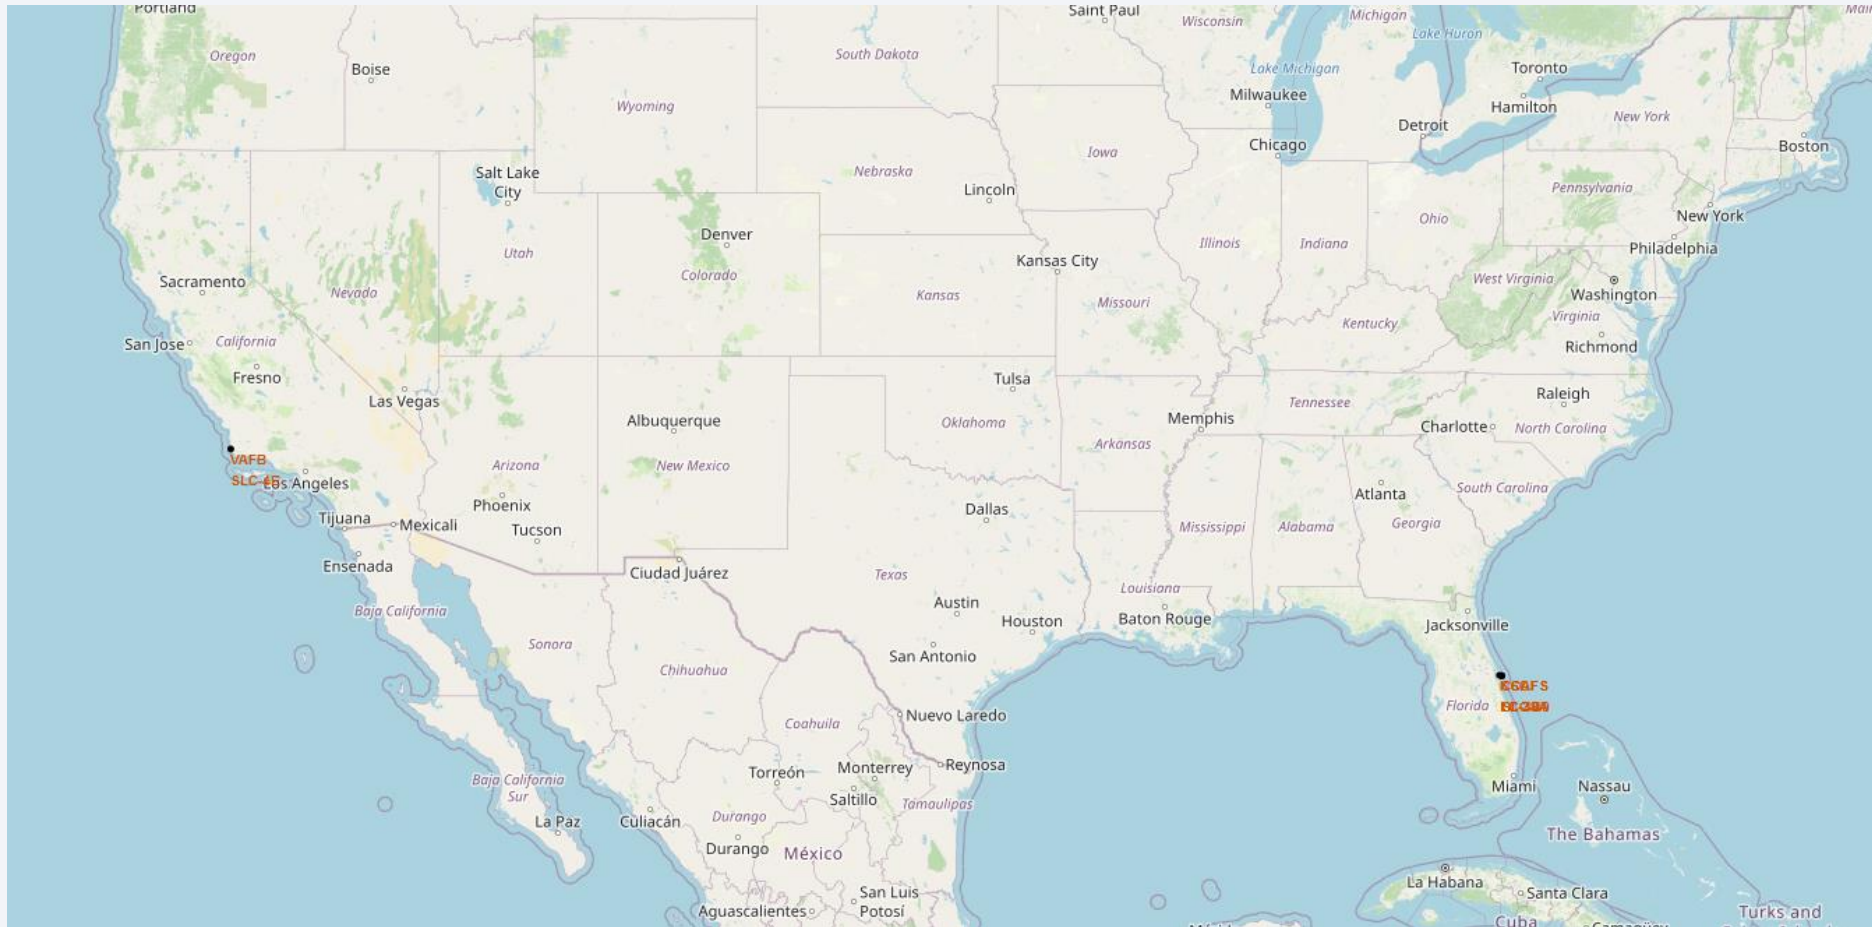 Portland
Saint Paul
Wisconsin
Michigan
Oregon
Boise
South Dakota
Lake Huron
Lake Michigan
Toronto
Milwaukee
Hamilton
Wyoming
New York
Detroit
Chicago
Boston
Iowa
Salt Lake
City
Nebraska
Lincoln
Pennsylvania
New York
Ohio
Denver
Utah
Illinois
Indiana
Philadelphia
Kansas City
Colorado
West Virginia
Sacramento
Nevada
Kansas
Missouri
Washington
Virginia
Kentucky
San Jose
California
Richmond
Fresno
Tulsa
Las Vegas
Raleigh
Tennessee
Albuquerque
Oklahoma
Memphis
Charlotte
North Carolina
Arkansas
VAFB
Arizona
New Mexico
Los Angeles
Phoenix
Atlanta
South Carolina
Dallas
Tijuana
Mexicali
Tucson
Mississippi
Alabama
Georgia
Ensenada
Ciudad Juárez
Texas
Louisiana
Baja California
Austin
Houston
Baton Rouge
Jacksonville
Sonora
San Antonio
Chihuahua
Florida
Coahuila
Nuevo Laredo
Torreón
Monterrey
Reynosa
Baja California
Sur
Saltillo
Tamaulipas
Miami
Nassau
La Paz
Culiacán
Durango
The Bahamas
Durango
México
La Habana
San Luis
Potosí
Santa Clara
Aguascalientes
Turks and
Cuba